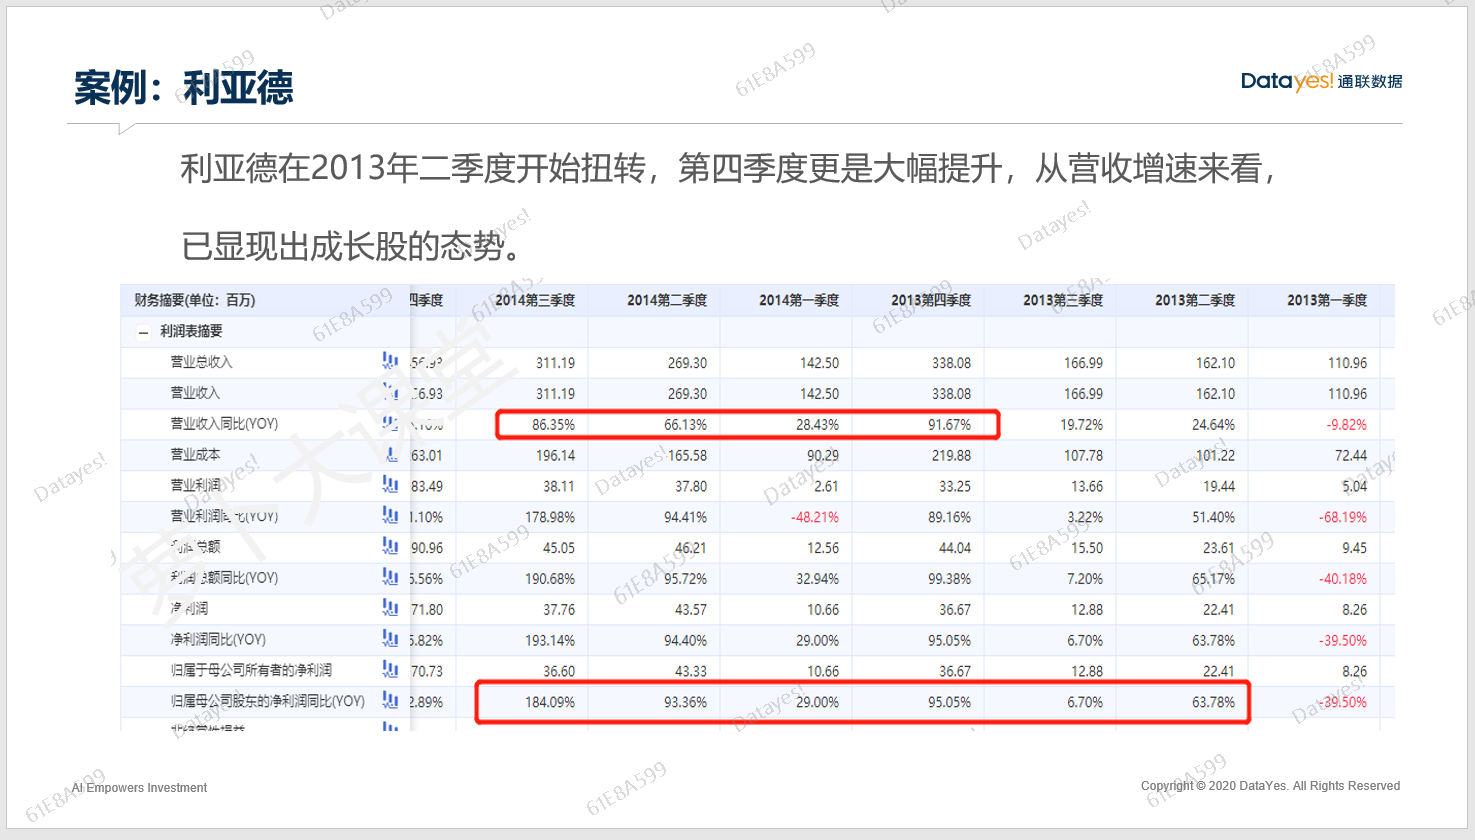 案例：利亚德
Datayes!通联数据
利亚德在2013年二季度开始扭转，第四季度更是大幅提升，从营收增速来看，
已显现出成长股的态势。
财务摘要(单位：百万) 四季度 2014第三季度 2014第二季度 2014第一季度 2013第四季度 2013第三季度 2013第二季度 2013第一季度
利润表摘要
营业总收入 311.19 269.30 142.50 338.08 166.99 162.10 110.96
营业收入 56.93 311.19 269.30 142.50 338.08 166.99 162.10 110.96
营业收入同比(YOY) 86.35% 66.13% 28.43% 91.67% 19.72% 24.64% -9.82%
营业成本 63.01 196.14 165.58 90.29 219.88 107.78 101.22 72.44
营业利润 83.49 38.11 37.80 2.61 33.25 13.66 19.44 5.04
营业利润同比(YOY) 1.10% 178.98% 94.41% -48.21% 89.16% 3.22% 51.40% -68.19%
利润总额 90.96 45.05 46.21 12.56 44.04 15.50 23.61 9.45
利润总额同比(YOY) 5.56% 190.68% 95.72% 32.94% 99.38% 7.20% 65.17% -40.18%
净利润 71.80 37.76 43.57 10.66 36.67 12.88 22.41 8.26
净利润同比(YOY) 5.82% 193.14% 94.40% 29.00% 95.05% 6.70% 63.78% -39.50%
归属于母公司所有者的净利润 70.73 36.60 43.33 10.66 36.67 12.88 22.41 8.26
归属母公司股东的净利润同比(YOY) 2.89% 184.09% 93.36% 29.00% 95.05% 6.70% 63.78% -39.50%
AI Empowers Investment
Copyright © 2020 DataYes. All Rights Reserved
萝卜大课堂
Datayes!
61E8A599